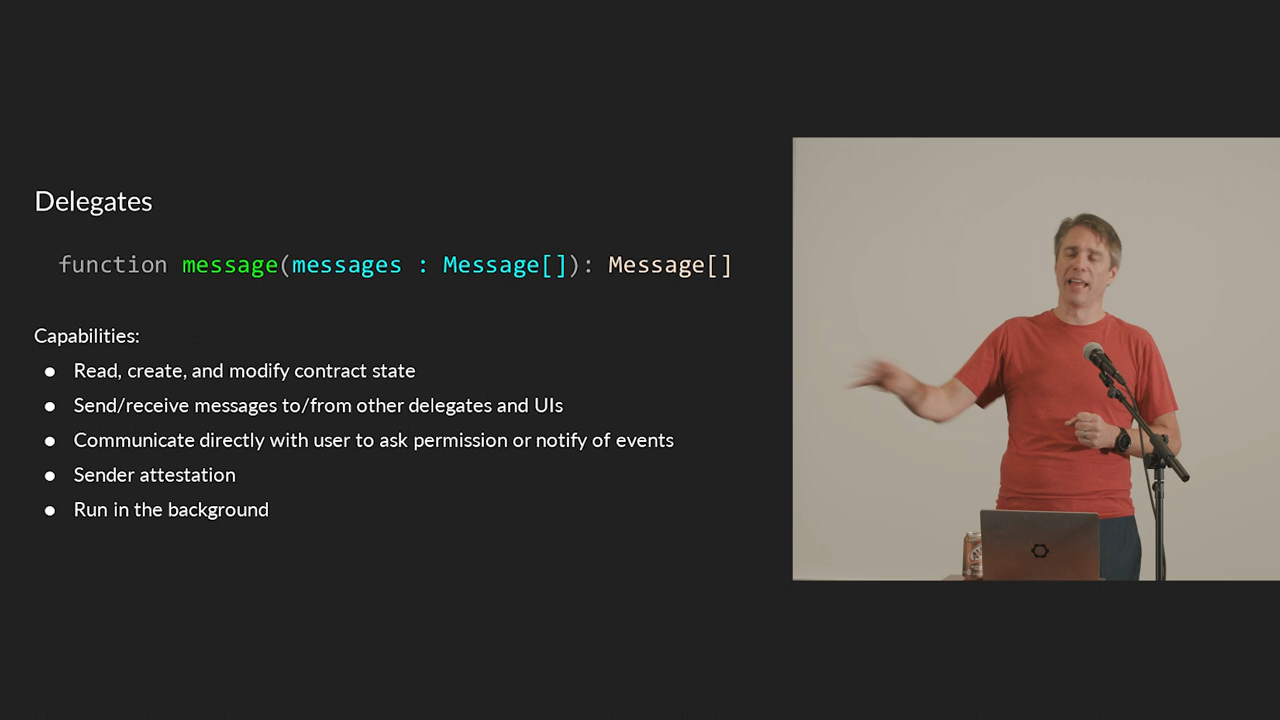 Delegates
function message(messages : Message[]): Message[]
Capabilities:
● Read, create, and modify contract state
● Send/receive messages to/from other delegates and UIs
● Communicate directly with user to ask permission or notify of events
● Sender attestation
● Run in the background